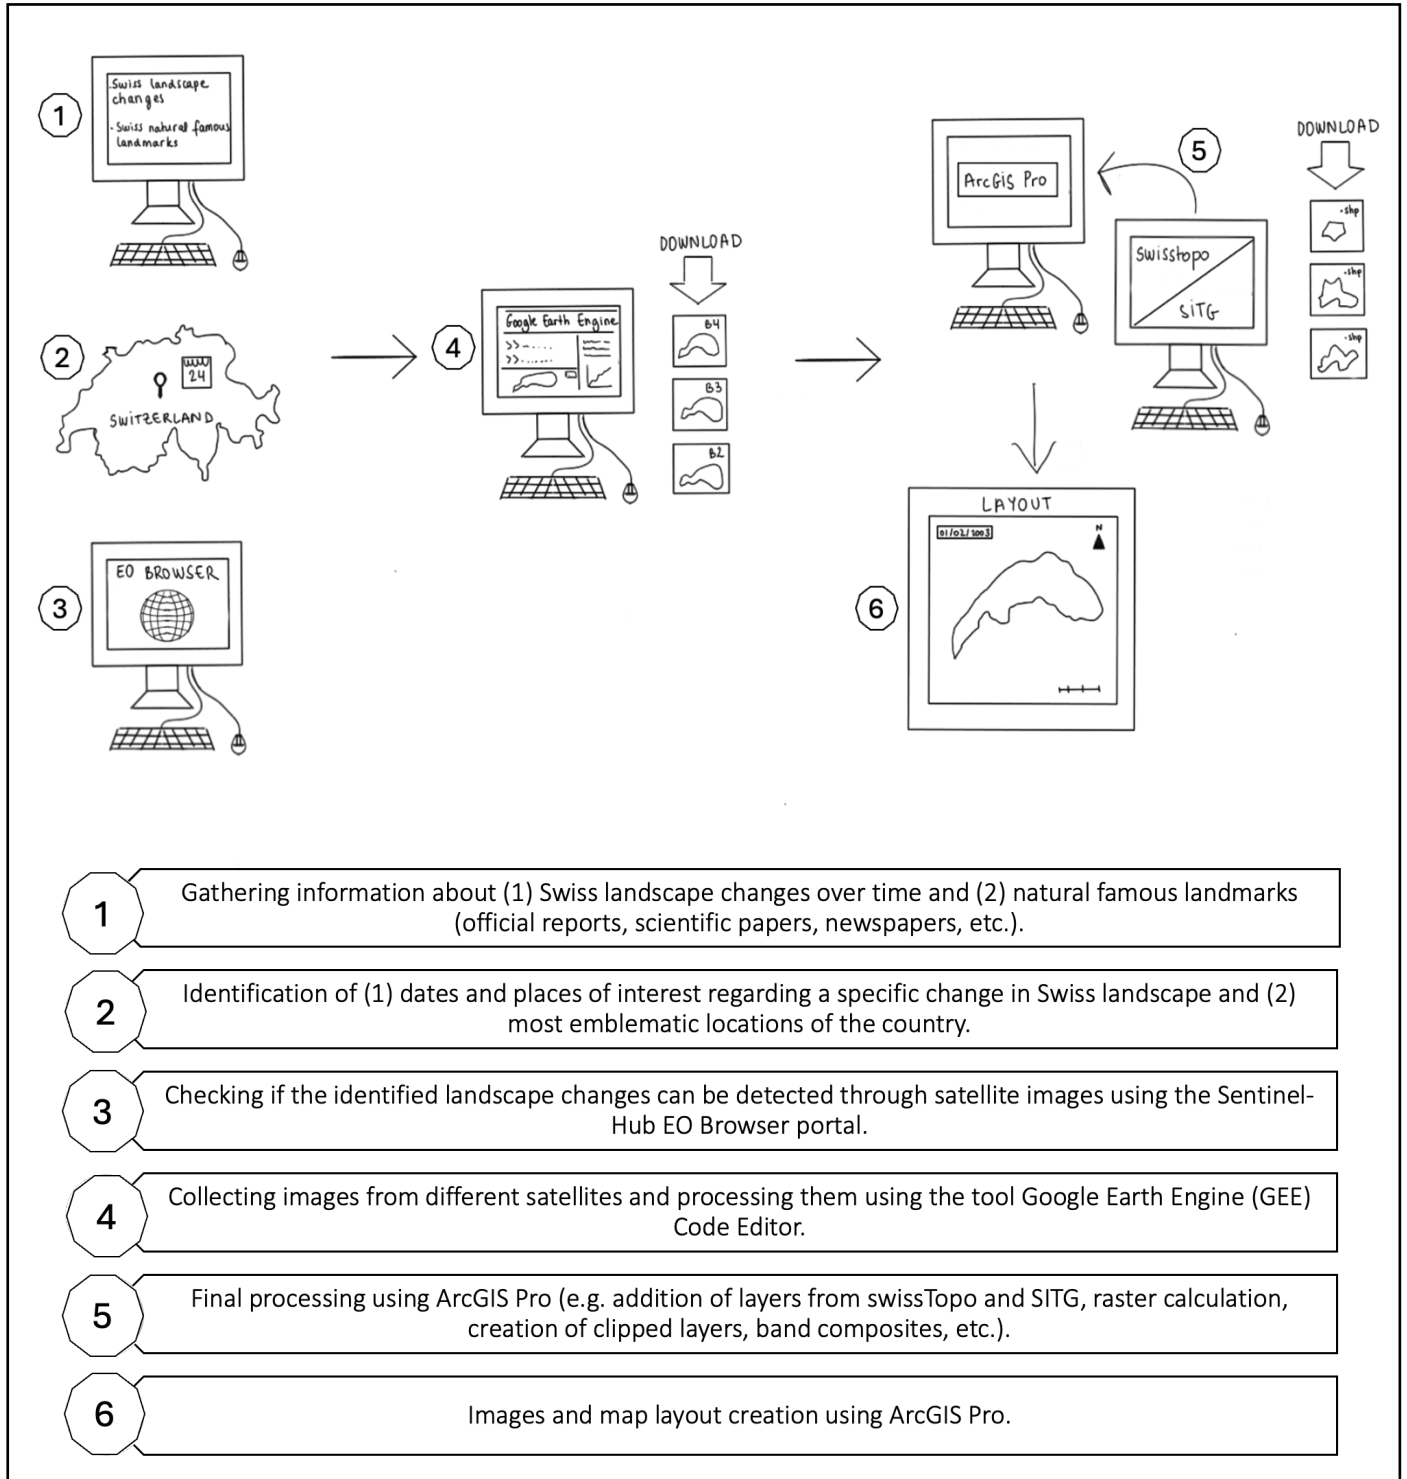 1
.Swiss landscape
changes
· Swiss natural famous
landmarks
2
24
SWITZERLAND
3
EO BROWSER
4
Google Earth Engine
>>-....
>>......
DOWNLOAD
B4
B3
B2
ArcGis Pro
5
Swisstopo
SiTG
DOWNLOAD
.shp
.shp
.shp
6
LAYOUT
01/02/2003
N
1
Gathering information about (1) Swiss landscape changes over time and (2) natural famous landmarks
(official reports, scientific papers, newspapers, etc.).
2
Identification of (1) dates and places of interest regarding a specific change in Swiss landscape and (2)
most emblematic locations of the country.
3
Checking if the identified landscape changes can be detected through satellite images using the Sentinel-
Hub EO Browser portal.
4
Collecting images from different satellites and processing them using the tool Google Earth Engine (GEE)
Code Editor.
5
Final processing using ArcGIS Pro (e.g. addition of layers from swissTopo and SITG, raster calculation,
creation of clipped layers, band composites, etc.).
6
Images and map layout creation using ArcGIS Pro.